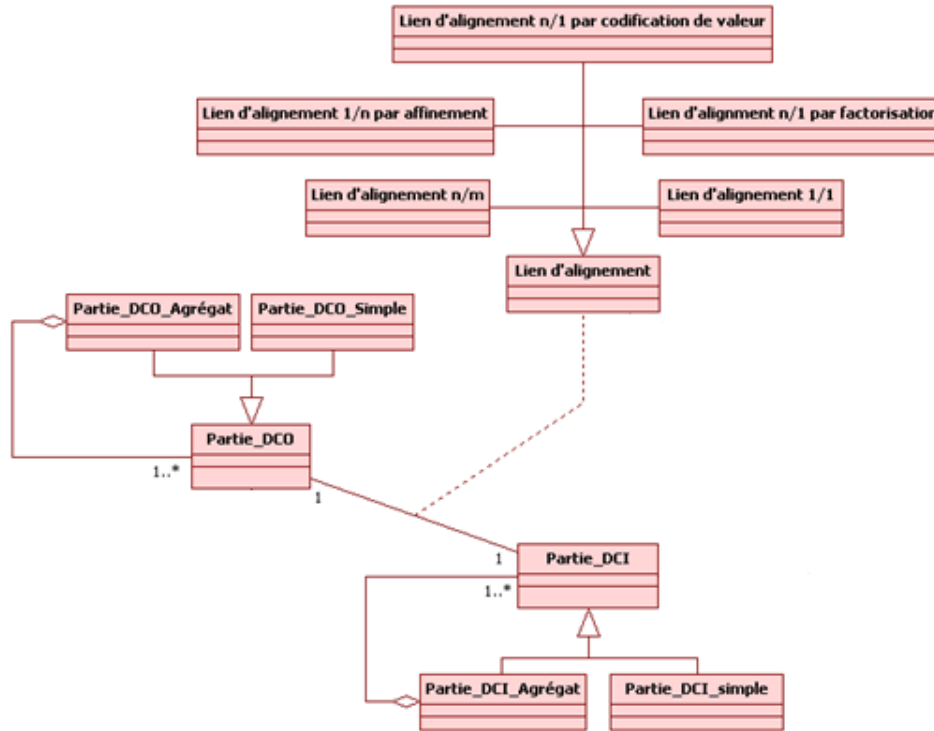 Lien d'alignement n/1 par codification de valeur
Lien d'alignement 1/n par affinement
Lien d'alignment n/1 par factorisation
Lien d'alignement n/m
Lien d'alignement 1/1
Lien d'alignement
Partie_DCO_Agrégat
Partie_DCO_Simple
Partie_DCO
1..*
1
1
Partie_DCI
1..*
Partie_DCI_Agrégat
Partie_DCI_simple